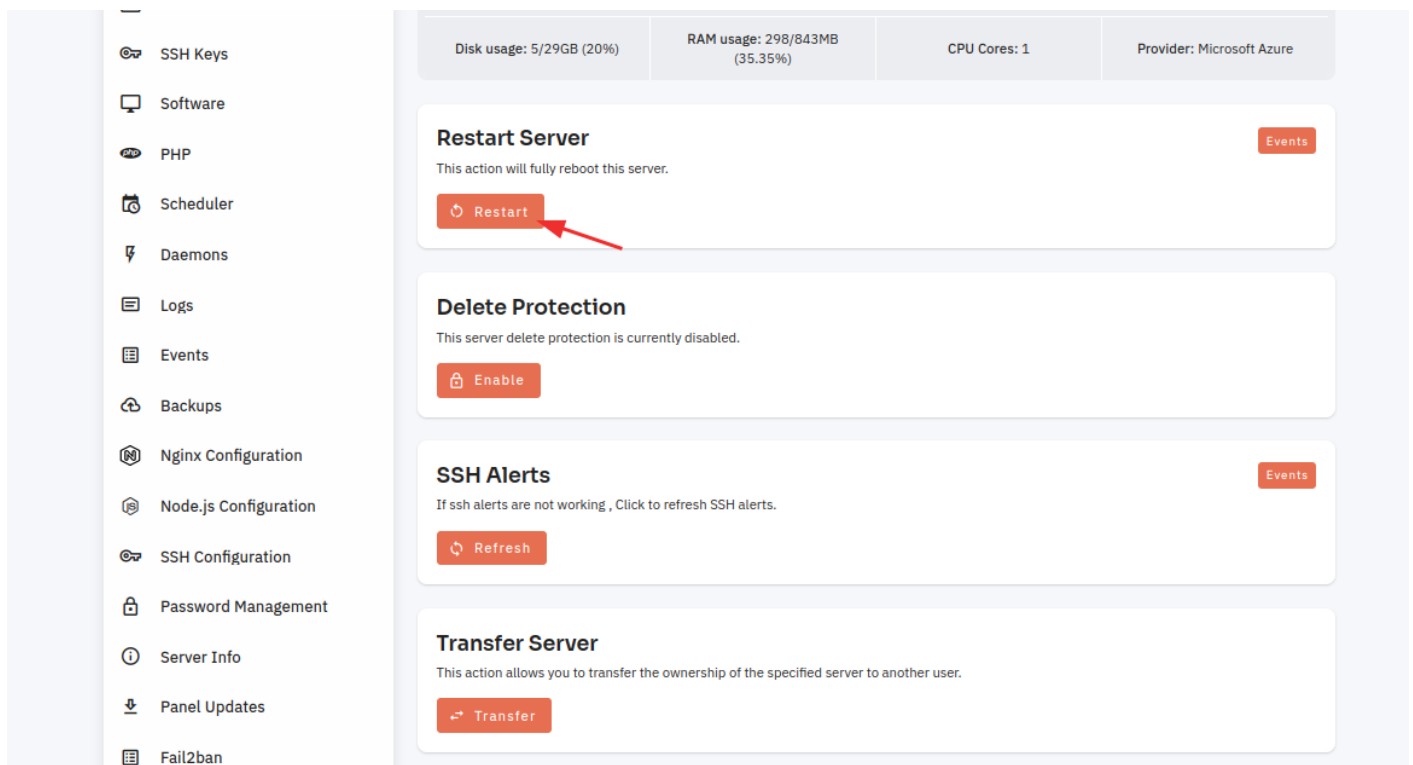 SSH Keys
Software
php
PHP
Scheduler
Daemons
Logs
Events
Backups
N
Nginx Configuration
JS
Node.js Configuration
SSH Configuration
Password Management
Server Info
Panel Updates
Fail2ban
Disk usage: 5/29GB (20%)
RAM usage: 298/843MB
(35.35%)
CPU Cores: 1
Provider: Microsoft Azure
Restart Server
Events
This action will fully reboot this server.
Restart
Delete Protection
This server delete protection is currently disabled.
Enable
SSH Alerts
Events
If ssh alerts are not working , Click to refresh SSH alerts.
Refresh
Transfer Server
This action allows you to transfer the ownership of the specified server to another user.
Transfer